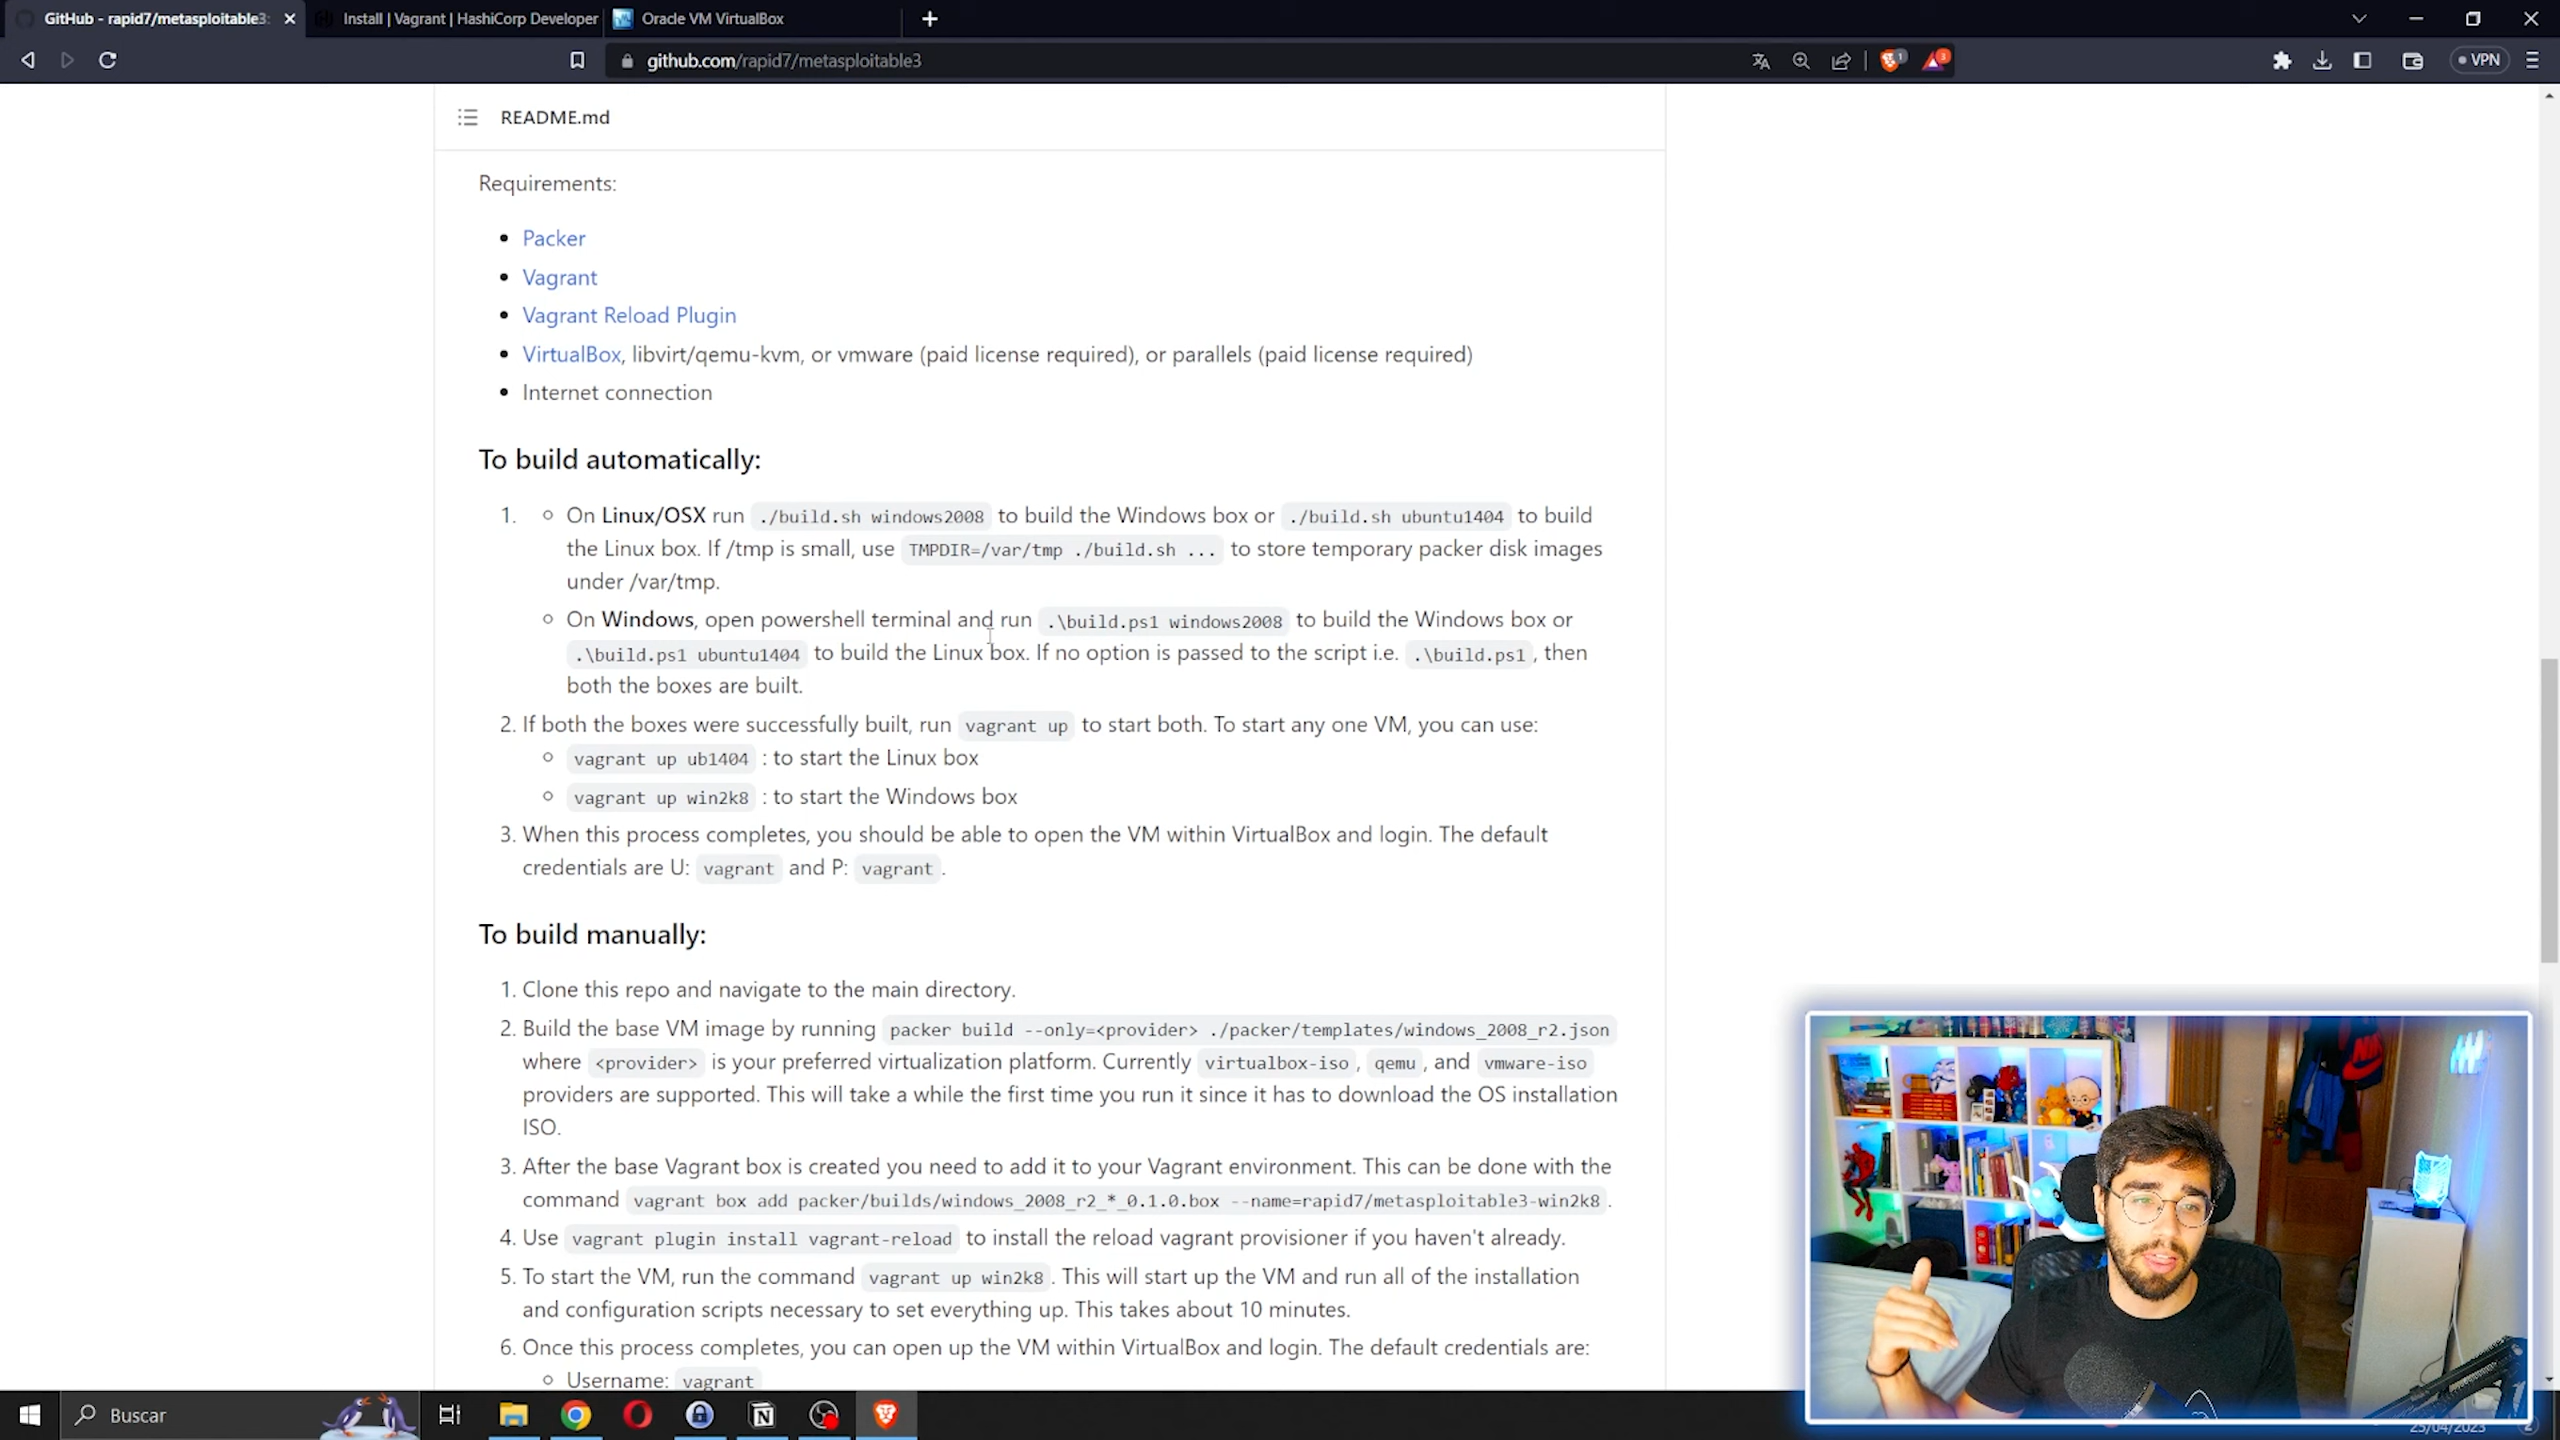 GitHub - rapid7/metasploitable3:
Install | Vagrant | HashiCorp Developer
Oracle VM VirtualBox
github.com/rapid7/metasploitable3
1
3
VPN
README.md
Requirements:
Packer
Vagrant
Vagrant Reload Plugin
VirtualBox, libvirt/qemu-kvm, or vmware (paid license required), or parallels (paid license required)
Internet connection
To build automatically:
1. On Linux/OSX run ./build.sh windows2008 to build the Windows box or ./build.sh ubuntu1404 to build
the Linux box. If /tmp is small, use TMPDIR=/var/tmp ./build.sh ... to store temporary packer disk images
under /var/tmp.
On Windows, open powershell terminal and run .\build.ps1 windows2008 to build the Windows box or
.\build.ps1 ubuntu1404 to build the Linux box. If no option is passed to the script i.e. .\build.ps1, then
both the boxes are built.
2. If both the boxes were successfully built, run vagrant up to start both. To start any one VM, you can use:
vagrant up ub1404 : to start the Linux box
vagrant up win2k8 : to start the Windows box
3. When this process completes, you should be able to open the VM within VirtualBox and login. The default
credentials are U: vagrant and P: vagrant.
To build manually:
1. Clone this repo and navigate to the main directory.
2. Build the base VM image by running packer build --only=<provider> ./packer/templates/windows_2008_r2.json
where <provider> is your preferred virtualization platform. Currently virtualbox-iso, qemu, and vmware-iso
providers are supported. This will take a while the first time you run it since it has to download the OS installation
ISO.
3. After the base Vagrant box is created you need to add it to your Vagrant environment. This can be done with the
command vagrant box add packer/builds/windows_2008_r2_*_0.1.0.box --name=rapid7/metasploitable3-win2k8.
4. Use vagrant plugin install vagrant-reload to install the reload vagrant provisioner if you haven't already.
5. To start the VM, run the command vagrant up win2k8. This will start up the VM and run all of the installation
and configuration scripts necessary to set everything up. This takes about 10 minutes.
6. Once this process completes, you can open up the VM within VirtualBox and login. The default credentials are:
Username: vagrant
Buscar
25/04/2023